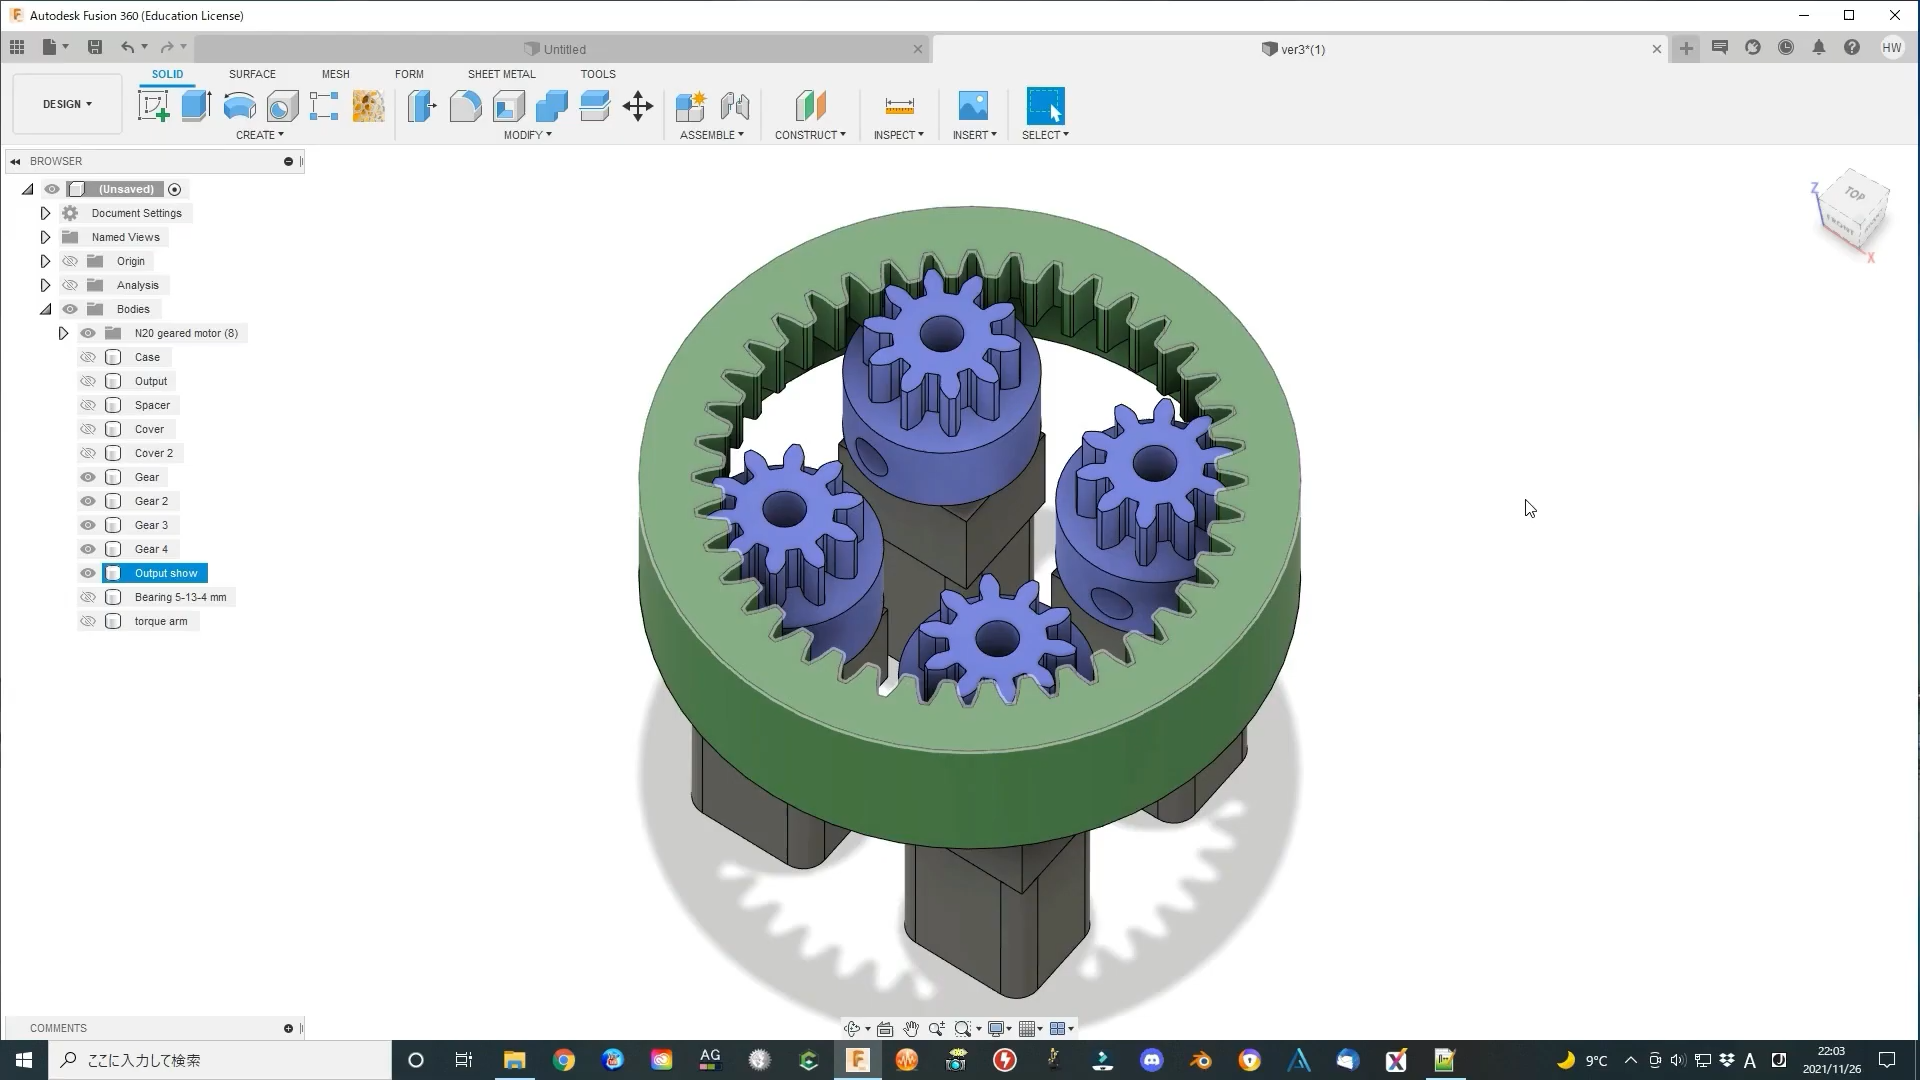 Autodesk Fusion 360 (Education License)
Untitled
ver3*(1)
HW
DESIGN
SOLID
SURFACE
MESH
FORM
SHEET METAL
TOOLS
CREATE
MODIFY
ASSEMBLE
CONSTRUCT
INSPECT
INSERT
SELECT
BROWSER
(Unsaved)
Document Settings
Named Views
Origin
Analysis
Bodies
N20 geared motor (8)
Case
Output
Spacer
Cover
Cover 2
Gear
Gear 2
Gear 3
Gear 4
Output show
Bearing 5-13-4 mm
torque arm
Z
TOP
FRONT
X
COMMENTS
ここに入力して検索
AG
9°C
A
22:03
2021/11/26